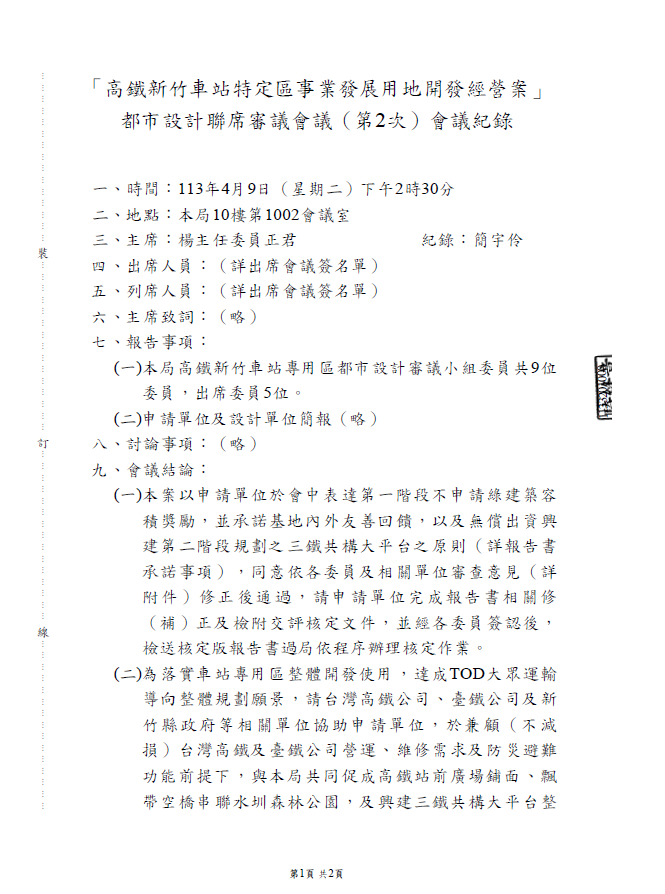 「高鐵新竹車站特定區事業發展用地開發經營案」
都市設計聯席審議會議（第2次）會議紀錄
一、時間：113年4月9日（星期二）下午2時30分
二、地點：本局10樓第1002會議室
三、主席：楊主任委員正君 紀錄：簡宇伶
四、出席人員：（詳出席會議簽名單）
五、列席人員：（詳出席會議簽名單）
六、主席致詞：（略）
七、報告事項：
(一)本局高鐵新竹車站專用區都市設計審議小組委員共9位
委員，出席委員5位。
(二)申請單位及設計單位簡報（略）
八、討論事項：（略）
九、會議結論：
(一)本案以申請單位於會中表達第一階段不申請綠建築容
積獎勵，並承諾基地內外友善回饋，以及無償出資興
建第二階段規劃之三鐵共構大平台之原則（詳報告書
承諾事項），同意依各委員及相關單位審查意見（詳
附件）修正後通過，請申請單位完成報告書相關修
（補）正及檢附交評核定文件，並經各委員簽認後，
檢送核定版報告書過局依程序辦理核定作業。
(二)為落實車站專用區整體開發使用，達成TOD大眾運輸
導向整體規劃願景，請台灣高鐵公司、臺鐵公司及新
竹縣政府等相關單位協助申請單位，於兼顧（不減
損）台灣高鐵及臺鐵公司營運、維修需求及防災避難
功能前提下，與本局共同促成高鐵站前廣場鋪面、飄
帶空橋串聯水圳森林公園，及興建三鐵共構大平台整
裝
訂
線
第1頁 共2頁